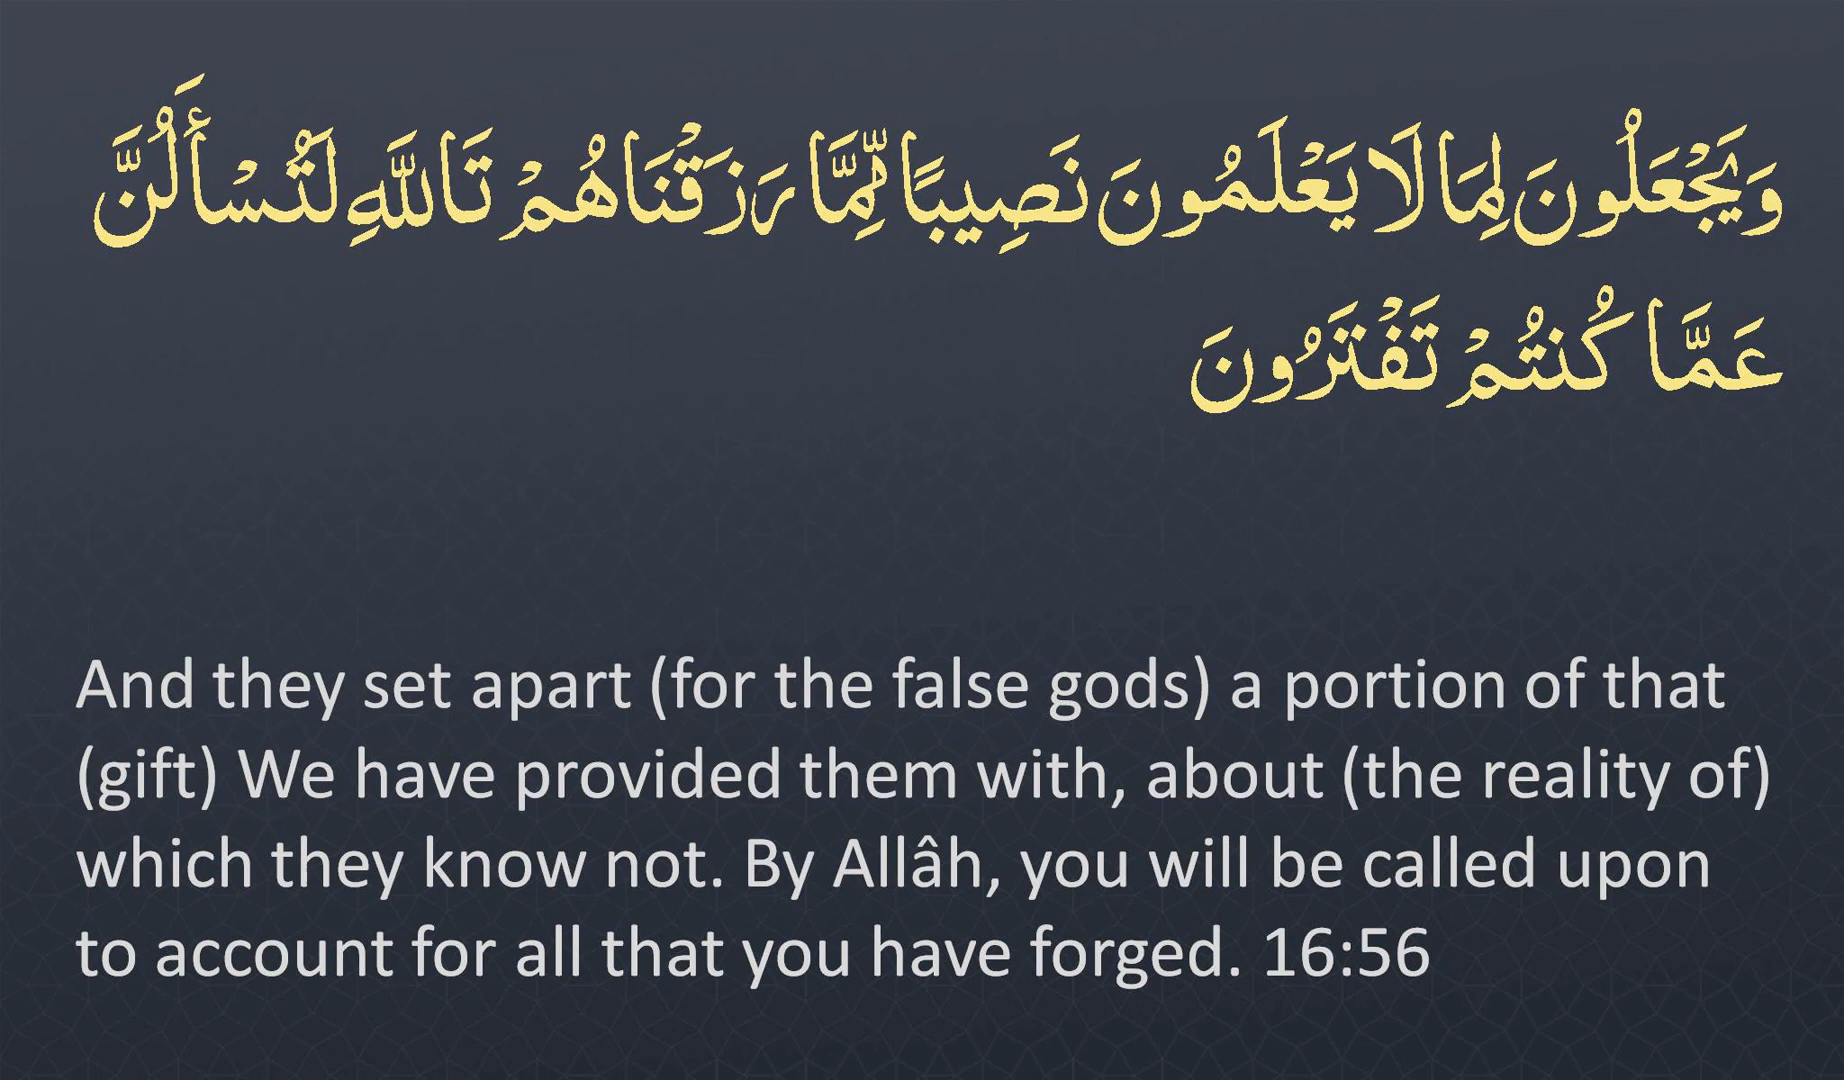 وَيَجْعَلُونَ لِمَا لَا يَعْلَمُونَ نَصِيبًا مِّمَّا رَزَقْنَاهُمْ تَاللَّهِ لَتُسْأَلُنَّ
عَمَّا كُنتُمْ تَفْتَرُونَ
And they set apart (for the false gods) a portion of that
(gift) We have provided them with, about (the reality of)
which they know not. By Allâh, you will be called upon
to account for all that you have forged. 16:56